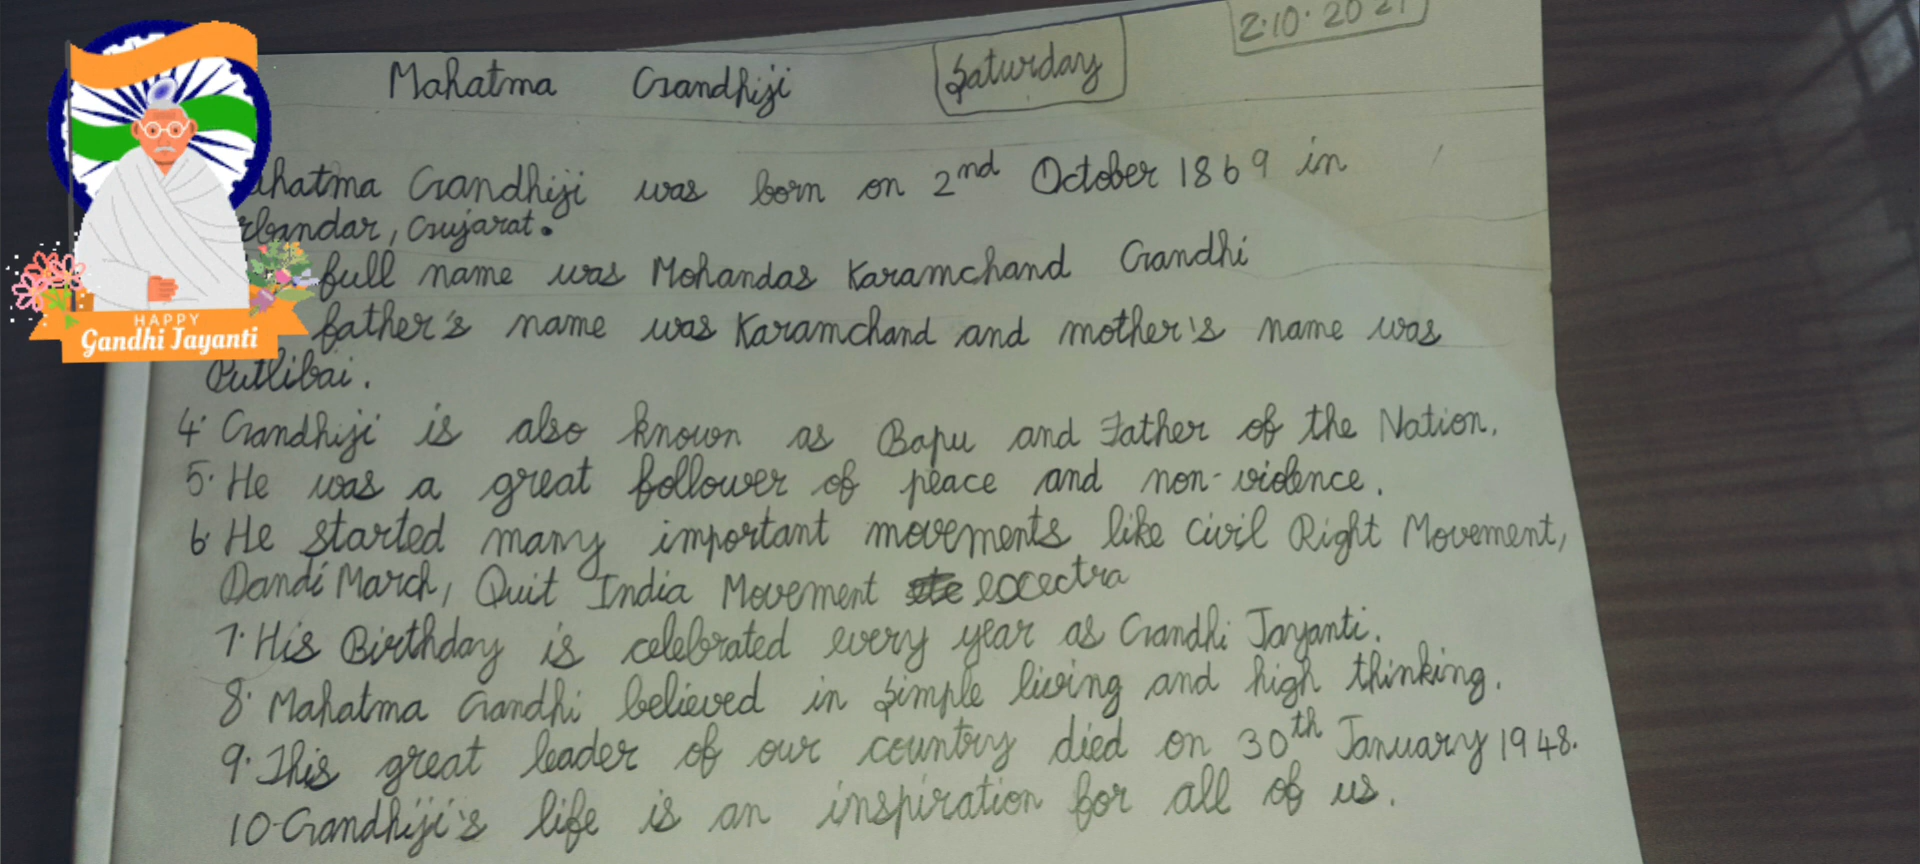 2.10.2021
Mahatma Gandhiji Saturday
Mahatma Gandhiji was born on 2nd October 1869 in
Porbandar, Gujarat.
full name was Mohandas Karamchand Gandhi
father's name was Karamchand and mother's name was
Putlibai.
4. Gandhiji is also known as Bapu and Father of the Nation.
5. He was a great follower of peace and non-violence.
6 He started many important movements like Civil Right Movement,
Dandi March, Quit India Movement excectra
7. His Birthday is celebrated every year as Gandhi Jayanti.
8. Mahatma Gandhi believed in simple living and high thinking.
9. This great leader of our country died on 30th January 1948.
10. Gandhiji's life is an inspiration for all of us.
HAPPY
Gandhi Jayanti